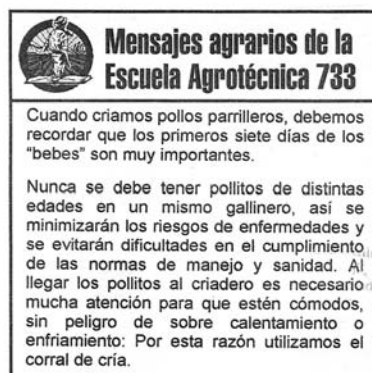 Mensajes agrarios de la
Escuela Agrotécnica 733
Cuando criamos pollos parrilleros, debemos
recordar que los primeros siete días de los
"bebes" son muy importantes.
Nunca se debe tener pollitos de distintas
edades en un mismo gallinero, así se
minimizarán los riesgos de enfermedades y
se evitarán dificultades en el cumplimiento
de las normas de manejo y sanidad. Al
llegar los pollitos al criadero es necesario
mucha atención para que estén cómodos,
sin peligro de sobre calentamiento o
enfriamiento: Por esta razón utilizamos el
corral de cría.